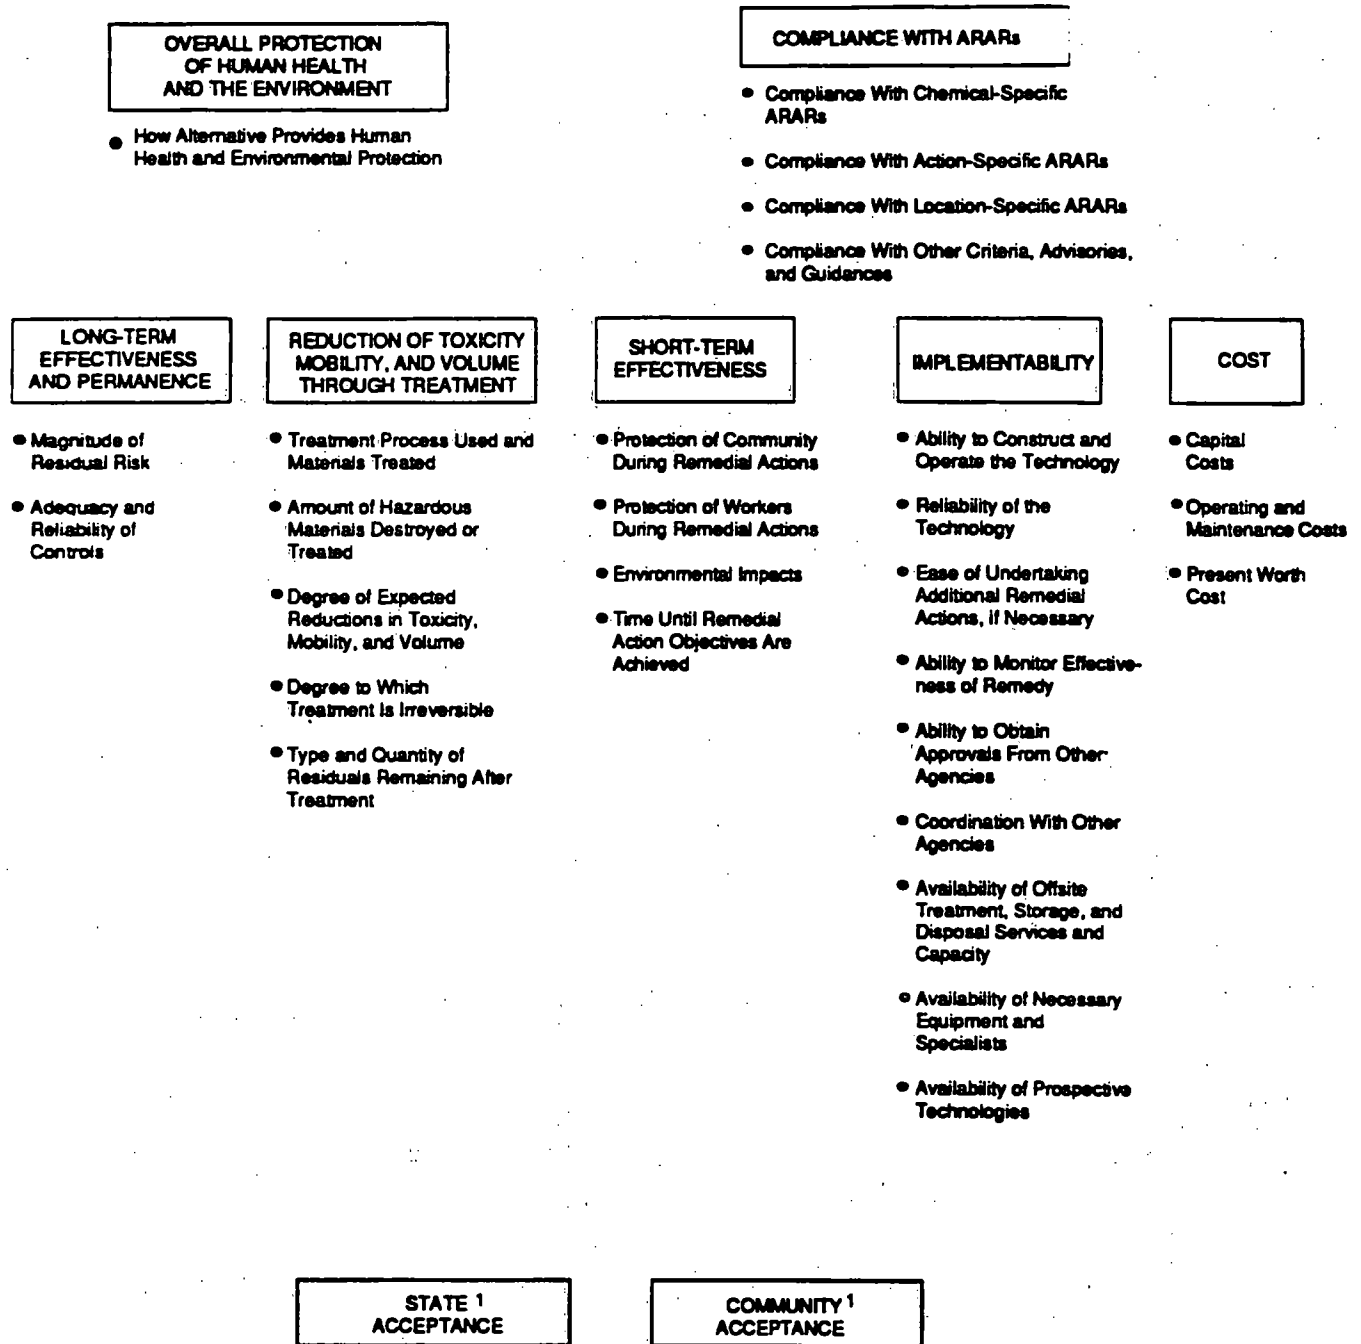 OVERALL PROTECTION
OF HUMAN HEALTH
AND THE ENVIRONMENT
● How Alternative Provides Human
Health and Environmental Protection
COMPLIANCE WITH ARARs
● Compliance With Chemical-Specific
ARARs
● Compliance With Action-Specific ARARs
● Compliance With Location-Specific ARARs
● Compliance With Other Criteria, Advisories,
and Guidances
LONG-TERM
EFFECTIVENESS
AND PERMANENCE
● Magnitude of
Residual Risk
● Adequacy and
Reliability of
Controls
REDUCTION OF TOXICITY
MOBILITY, AND VOLUME
THROUGH TREATMENT
● Treatment Process Used and
Materials Treated
● Amount of Hazardous
Materials Destroyed or
Treated
● Degree of Expected
Reductions in Toxicity,
Mobility, and Volume
● Degree to Which
Treatment Is Irreversible
● Type and Quantity of
Residuals Remaining After
Treatment
SHORT-TERM
EFFECTIVENESS
● Protection of Community
During Remedial Actions
● Protection of Workers
During Remedial Actions
● Environmental Impacts
● Time Until Remedial
Action Objectives Are
Achieved
IMPLEMENTABILITY
● Ability to Construct and
Operate the Technology
● Reliability of the
Technology
● Ease of Undertaking
Additional Remedial
Actions, if Necessary
● Ability to Monitor Effective-
ness of Remedy
● Ability to Obtain
Approvals From Other
Agencies
● Coordination With Other
Agencies
● Availability of Offsite
Treatment, Storage, and
Disposal Services and
Capacity
● Availability of Necessary
Equipment and
Specialists
● Availability of Prospective
Technologies
COST
● Capital
Costs
● Operating and
Maintenance Costs
● Present Worth
Cost
STATE 1
ACCEPTANCE
COMMUNITY 1
ACCEPTANCE